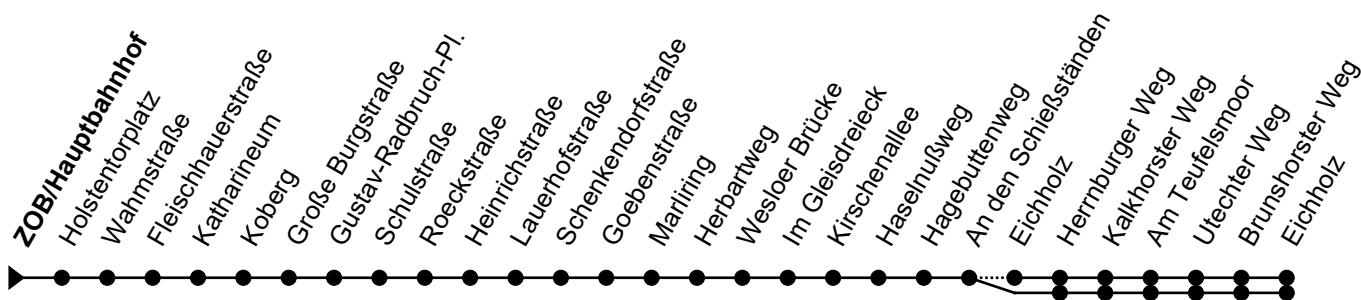 ZOB/Hauptbahnhof
Holstentorplatz
Wahmstraße
Fleischhauerstraße
Katharineum
Koberg
Große Burgstraße
Gustav-Radbruch-Pl.
Schulstraße
Roeckstraße
Heinrichstraße
Lauerhofstraße
Schenkendorfstraße
Goebenstraße
Marliring
Herbartweg
Wesloer Brücke
Im Gleisdreieck
Kirschenallee
Haselnußweg
Hagebuttenweg
An den Schießständen
Eichholz
Herrnburger Weg
Kalkhorster Weg
Am Teufelsmoor
Utechter Weg
Brunshorster Weg
Eichholz